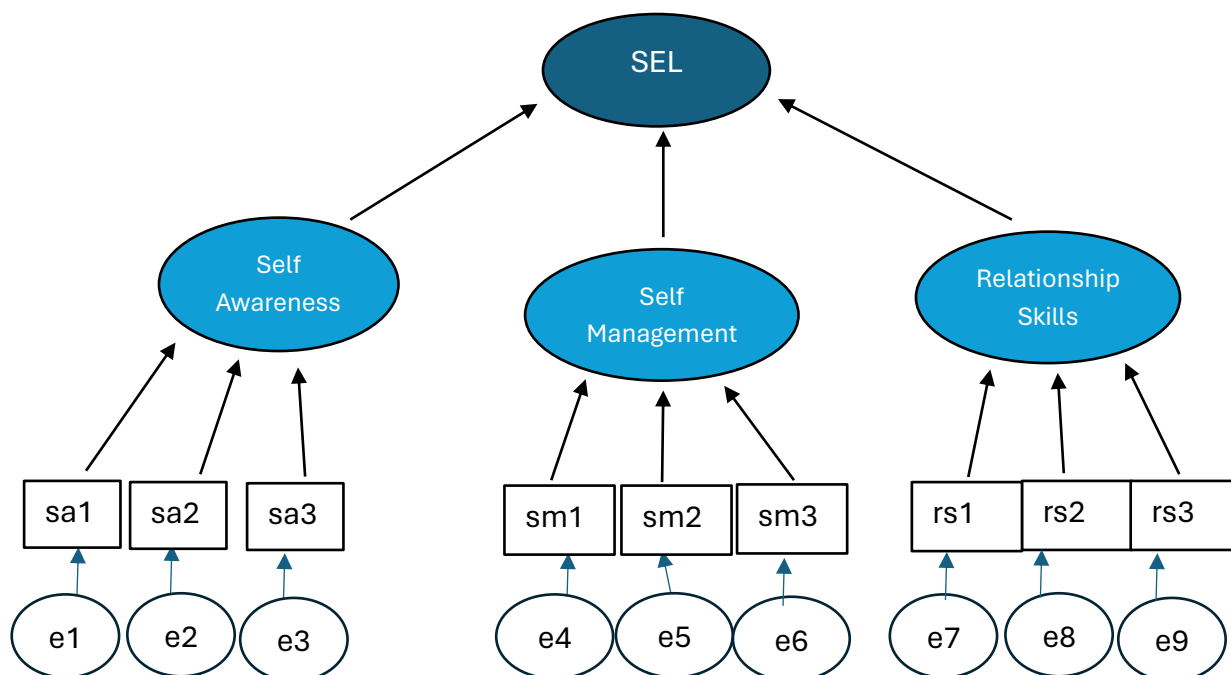 SEL
Self
Awareness
Self
Management
Relationship
Skills
sa1
sa2
sa3
sm1
sm2
sm3
rs1
rs2
rs3
e1
e2
e3
e4
e5
e6
e7
e8
e9